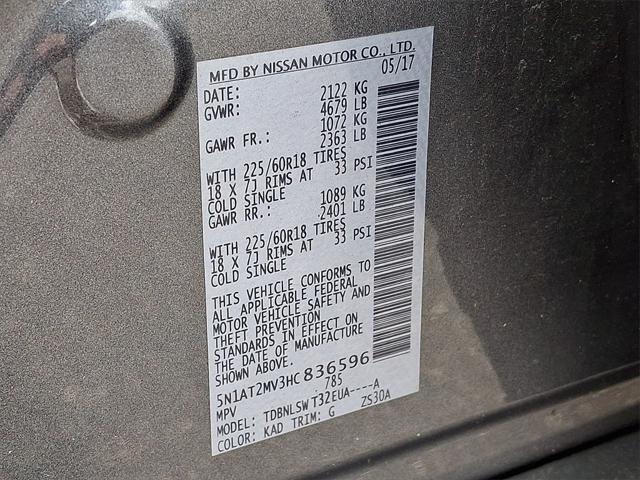 MFD BY NISSAN MOTOR CO., LTD.
DATE: 05/17
GVWR: 2122 KG
4679 LB
GAWR FR.: 1072 KG
2363 LB
WITH 225/60R18 TIRES
18 X 7J RIMS AT 33 PSI
COLD SINGLE
GAWR RR.: 1089 KG
2401 LB
WITH 225/60R18 TIRES
18 X 7J RIMS AT 33 PSI
COLD SINGLE
THIS VEHICLE CONFORMS TO
ALL APPLICABLE FEDERAL
MOTOR VEHICLE SAFETY AND
THEFT PREVENTION
STANDARDS IN EFFECT ON
THE DATE OF MANUFACTURE
SHOWN ABOVE.
5N1AT2MV3HC836596
MPV 785
MODEL: TDBNLSWT32EUA----A
COLOR: KAD TRIM: G ZS30A